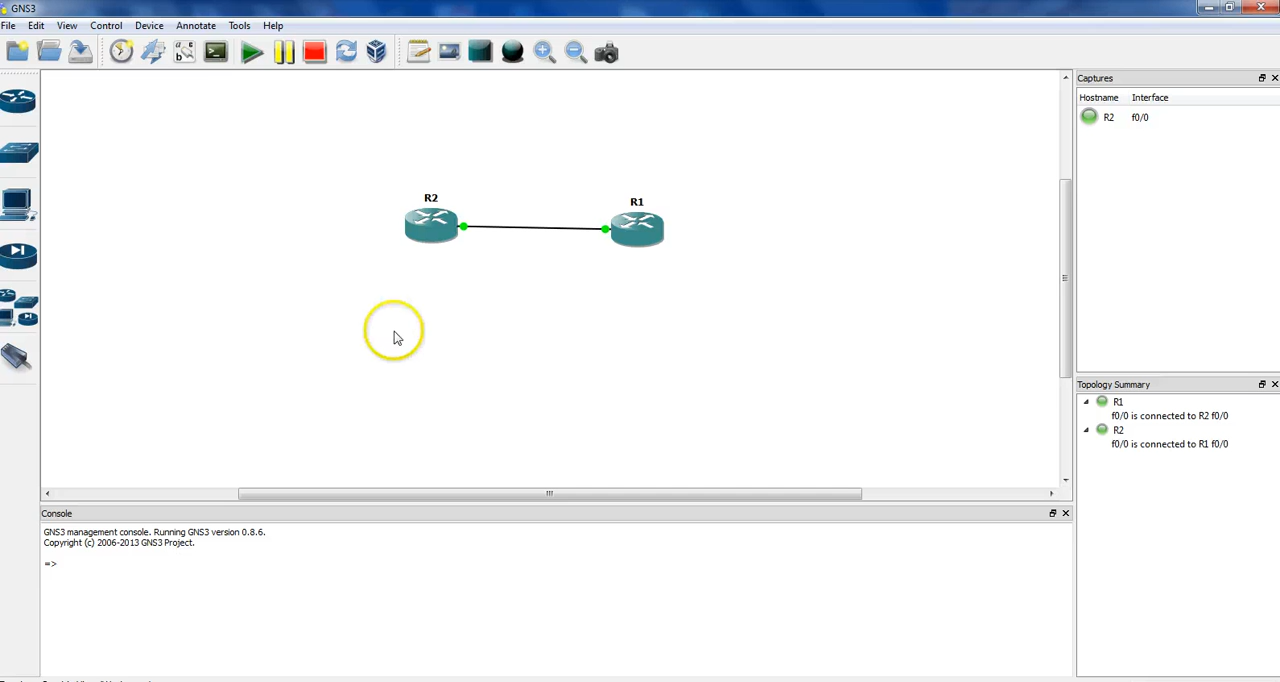 GNS3
File Edit View Control Device Annotate Tools Help
Captures
Hostname Interface
R2 f0/0
R2
R1
Topology Summary
R1
f0/0 is connected to R2 f0/0
R2
f0/0 is connected to R1 f0/0
Console
GNS3 management console. Running GNS3 version 0.8.6.
Copyright (c) 2006-2013 GNS3 Project.
=>